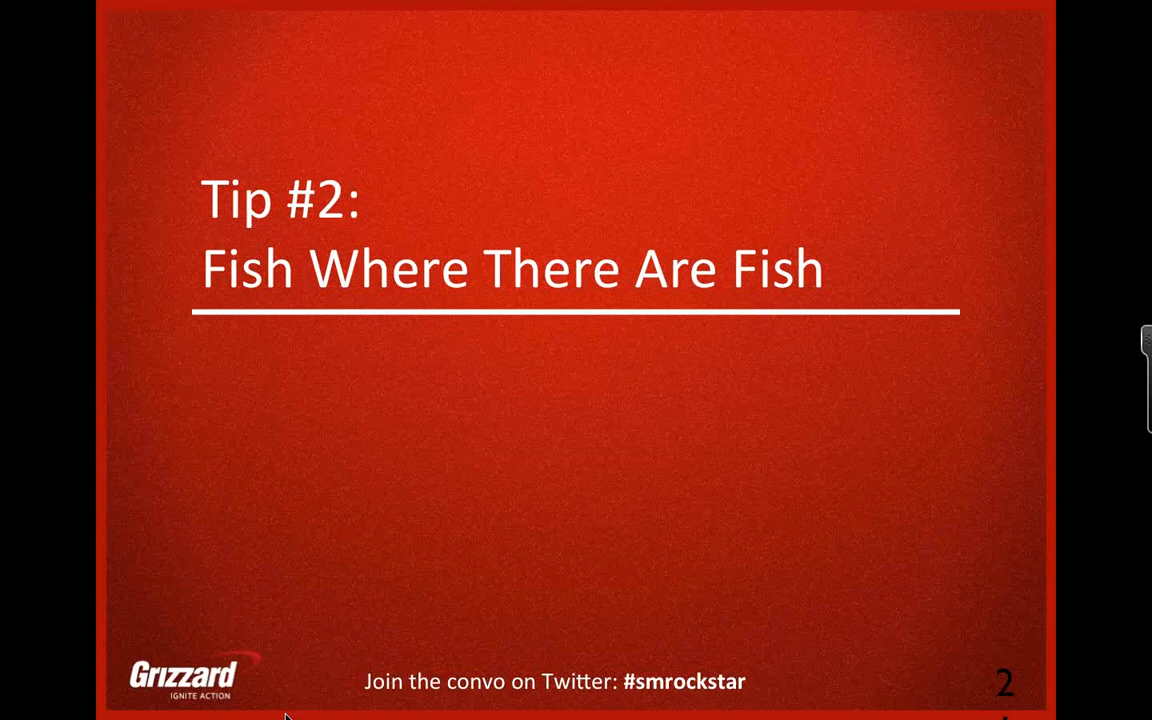 Tip #2:
Fish Where There Are Fish
Grizzard
IGNITE ACTION
Join the convo on Twitter: #smrockstar
2